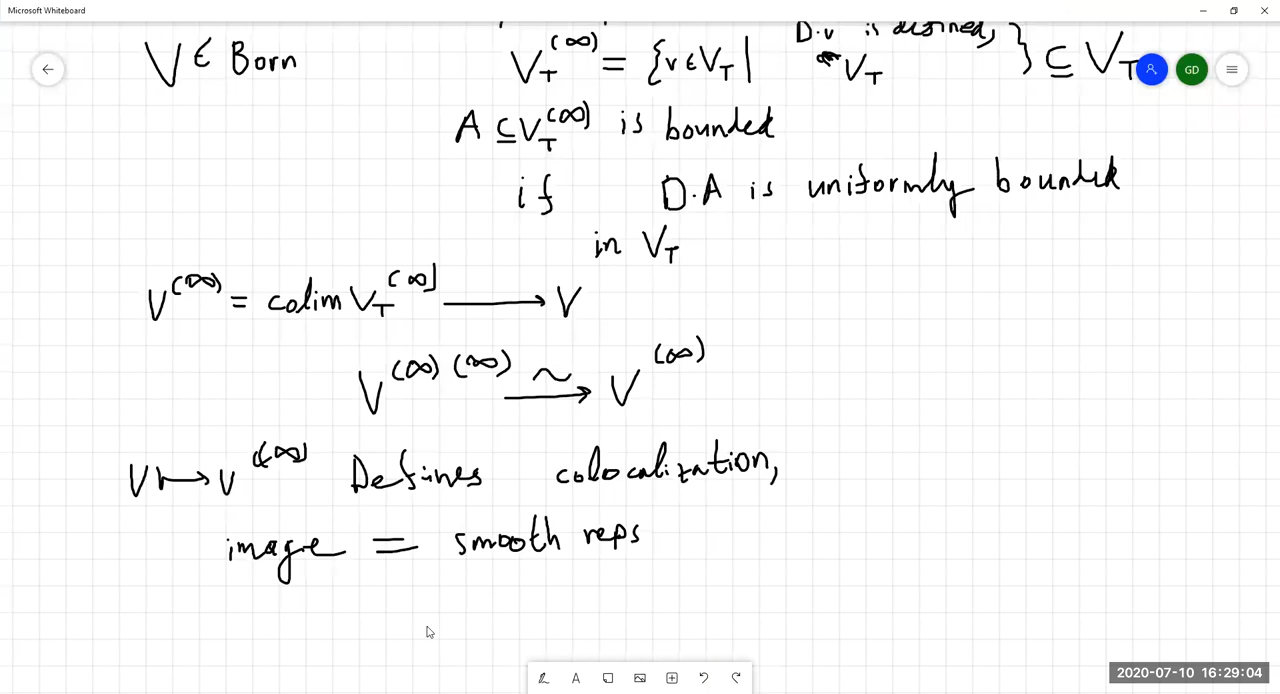 Microsoft Whiteboard
D.v is defined,
V ∈ Born V_T^(∞) = {v ∈ V_T | V_T } ⊆ V_T
GD
A ⊆ V_T^(∞) is bounded
if D.A is uniformly bounded
in V_T
V^(∞) = colim V_T^(∞) ⟶ V
V^(∞)(∞) ⥲ V^(∞)
V ⟼ V^(∞) Defines colocalization,
image = smooth reps
A
2020-07-10 16:29:04